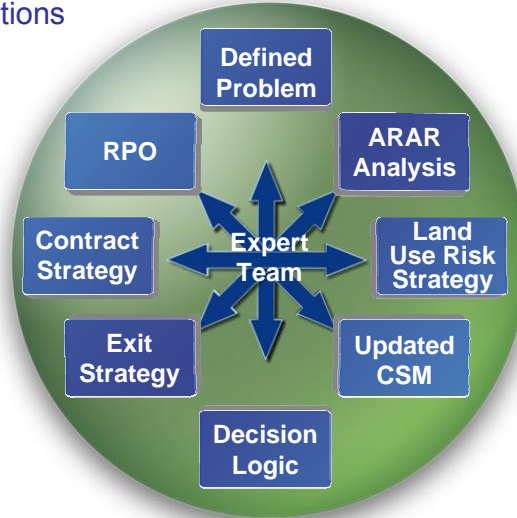 tions
Defined
Problem
RPO
ARAR
Analysis
Contract
Strategy
Expert
Team
Land
Use Risk
Strategy
Exit
Strategy
Updated
CSM
Decision
Logic